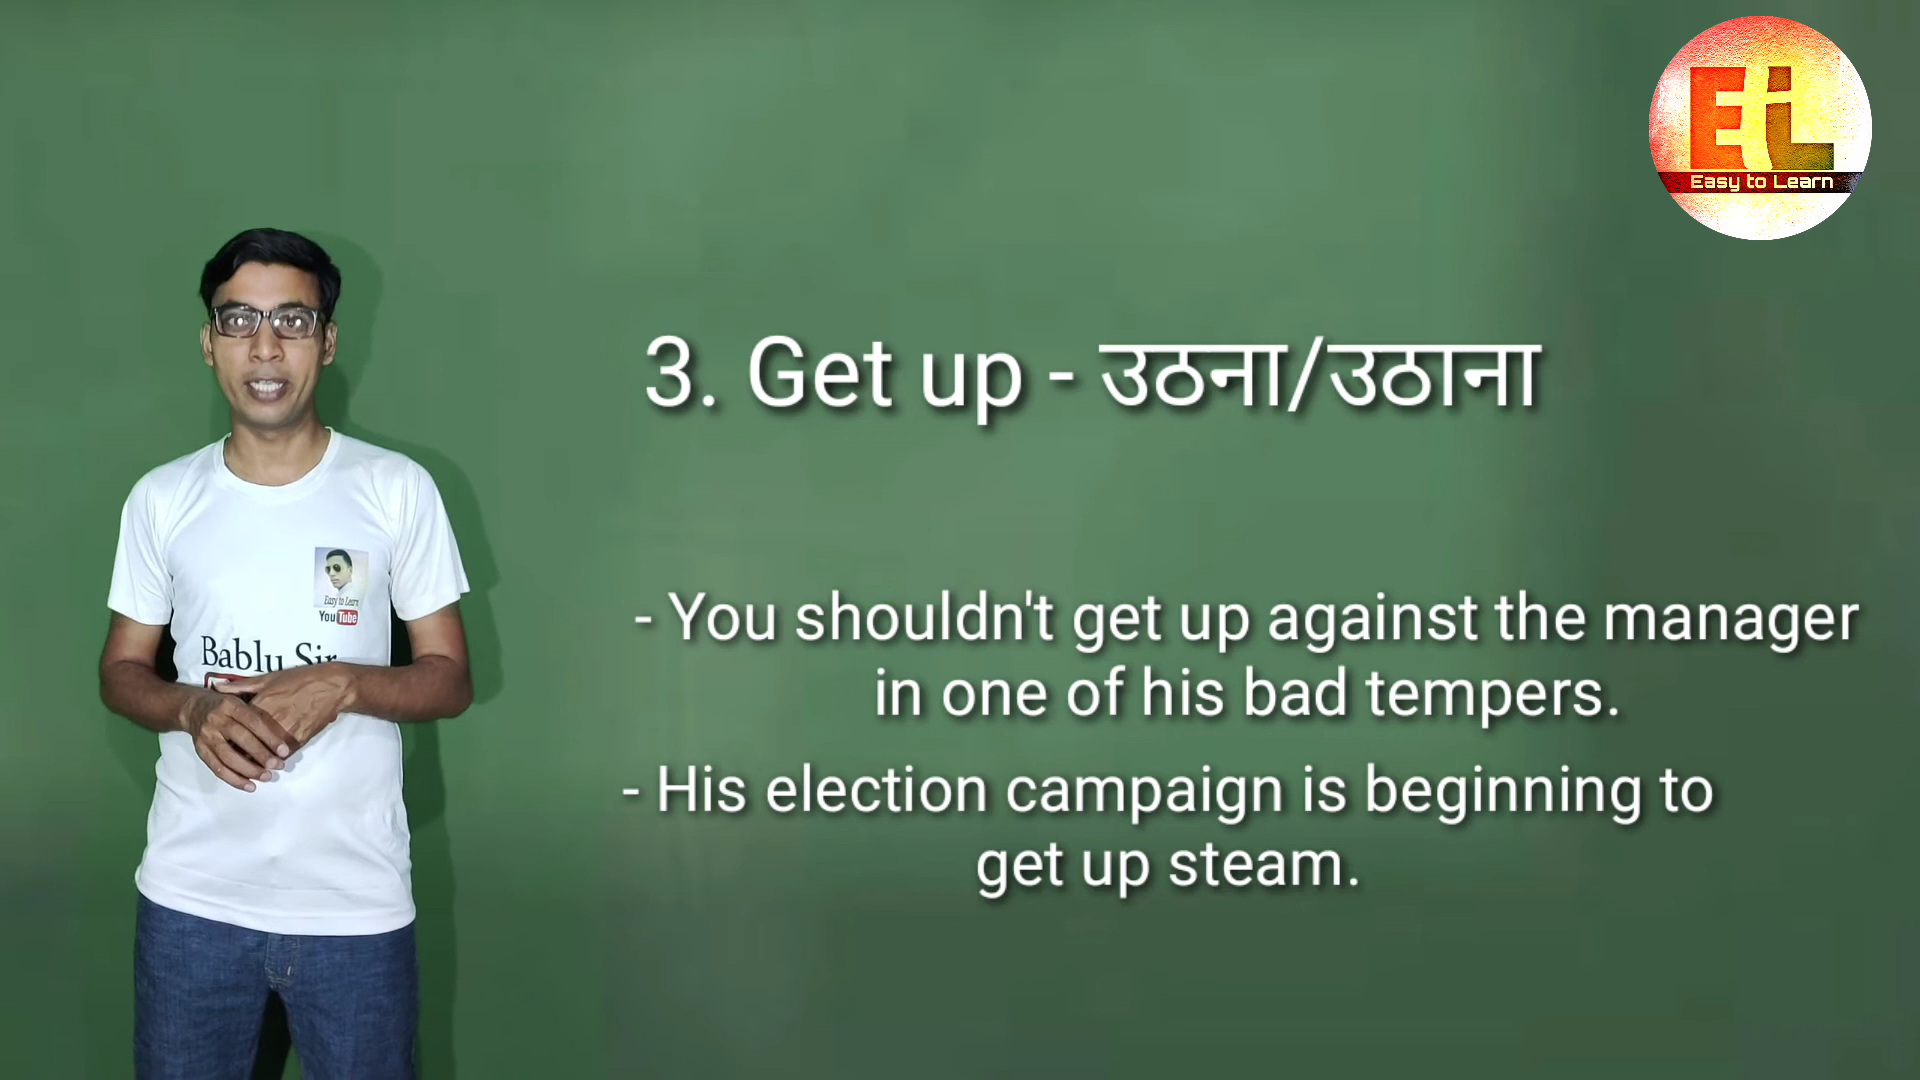 EiL
Easy to Learn
3. Get up - उठना/उठाना
- You shouldn't get up against the manager
in one of his bad tempers.
- His election campaign is beginning to
get up steam.
Easy to Learn
YouTube
Bablu Sir